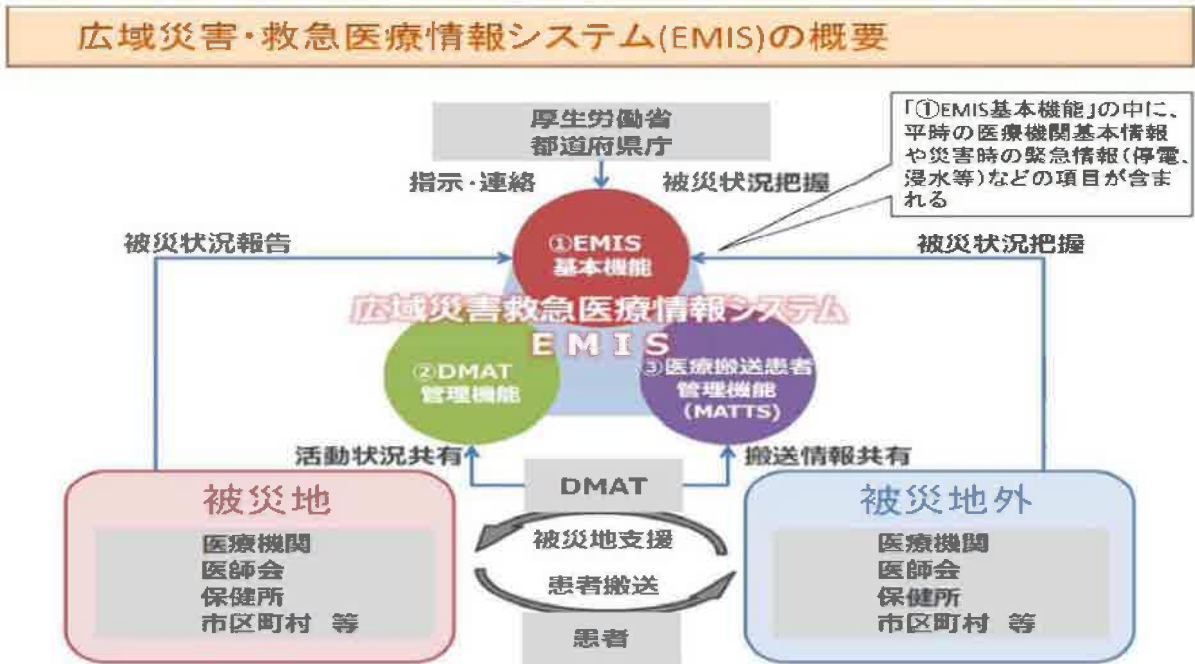 広域災害・救急医療情報システム(EMIS)の概要
厚生労働省
都道府県庁
「①EMIS基本機能」の中に、
平時の医療機関基本情報
や災害時の緊急情報(停電、
浸水等)などの項目が含ま
れる
指示・連絡
被災状況把握
被災状況報告
①EMIS
基本機能
被災状況把握
広域災害救急医療情報システム
EMIS
②DMAT
管理機能
③医療搬送患者
管理機能
(MATTS)
活動状況共有
搬送情報共有
DMAT
被災地
医療機関
医師会
保健所
市区町村 等
被災地支援
患者搬送
患者
被災地外
医療機関
医師会
保健所
市区町村 等